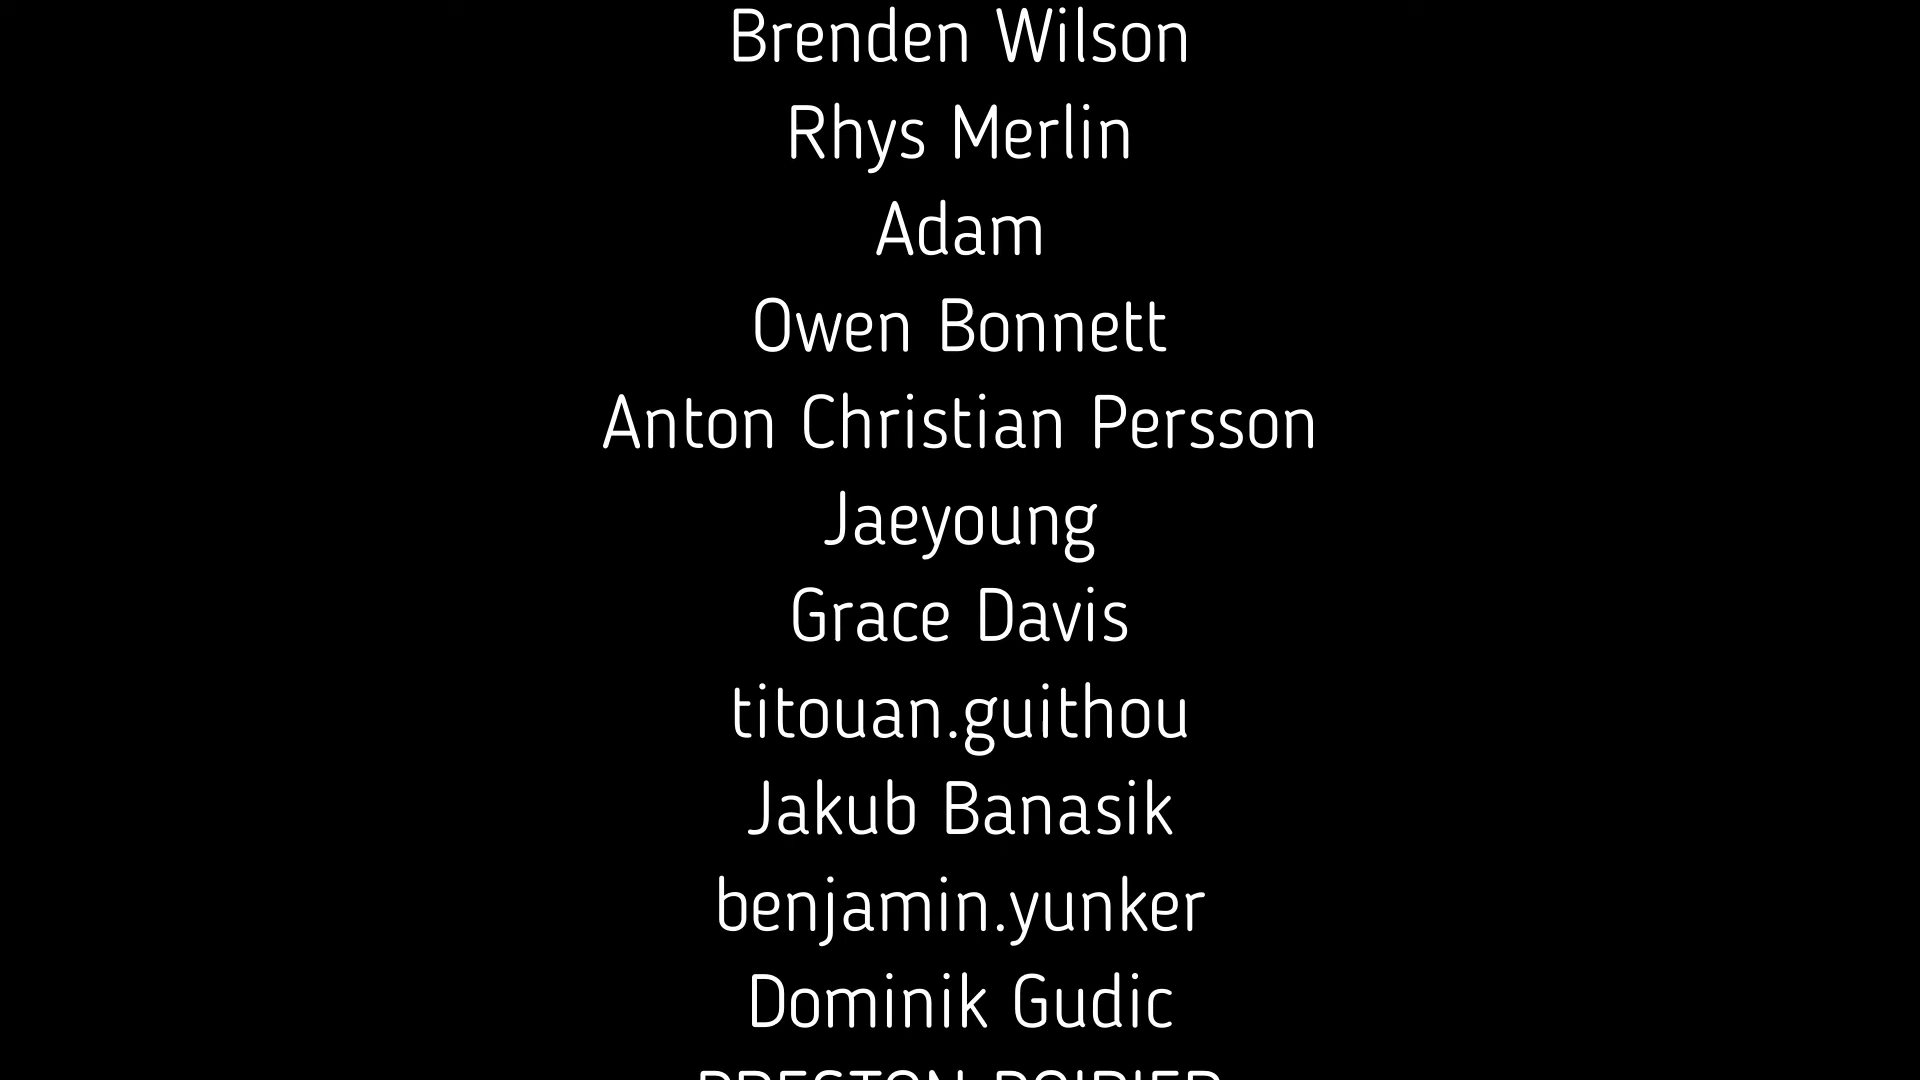 Brenden Wilson
Rhys Merlin
Adam
Owen Bonnett
Anton Christian Persson
Jaeyoung
Grace Davis
titouan.guithou
Jakub Banasik
benjamin.yunker
Dominik Gudic